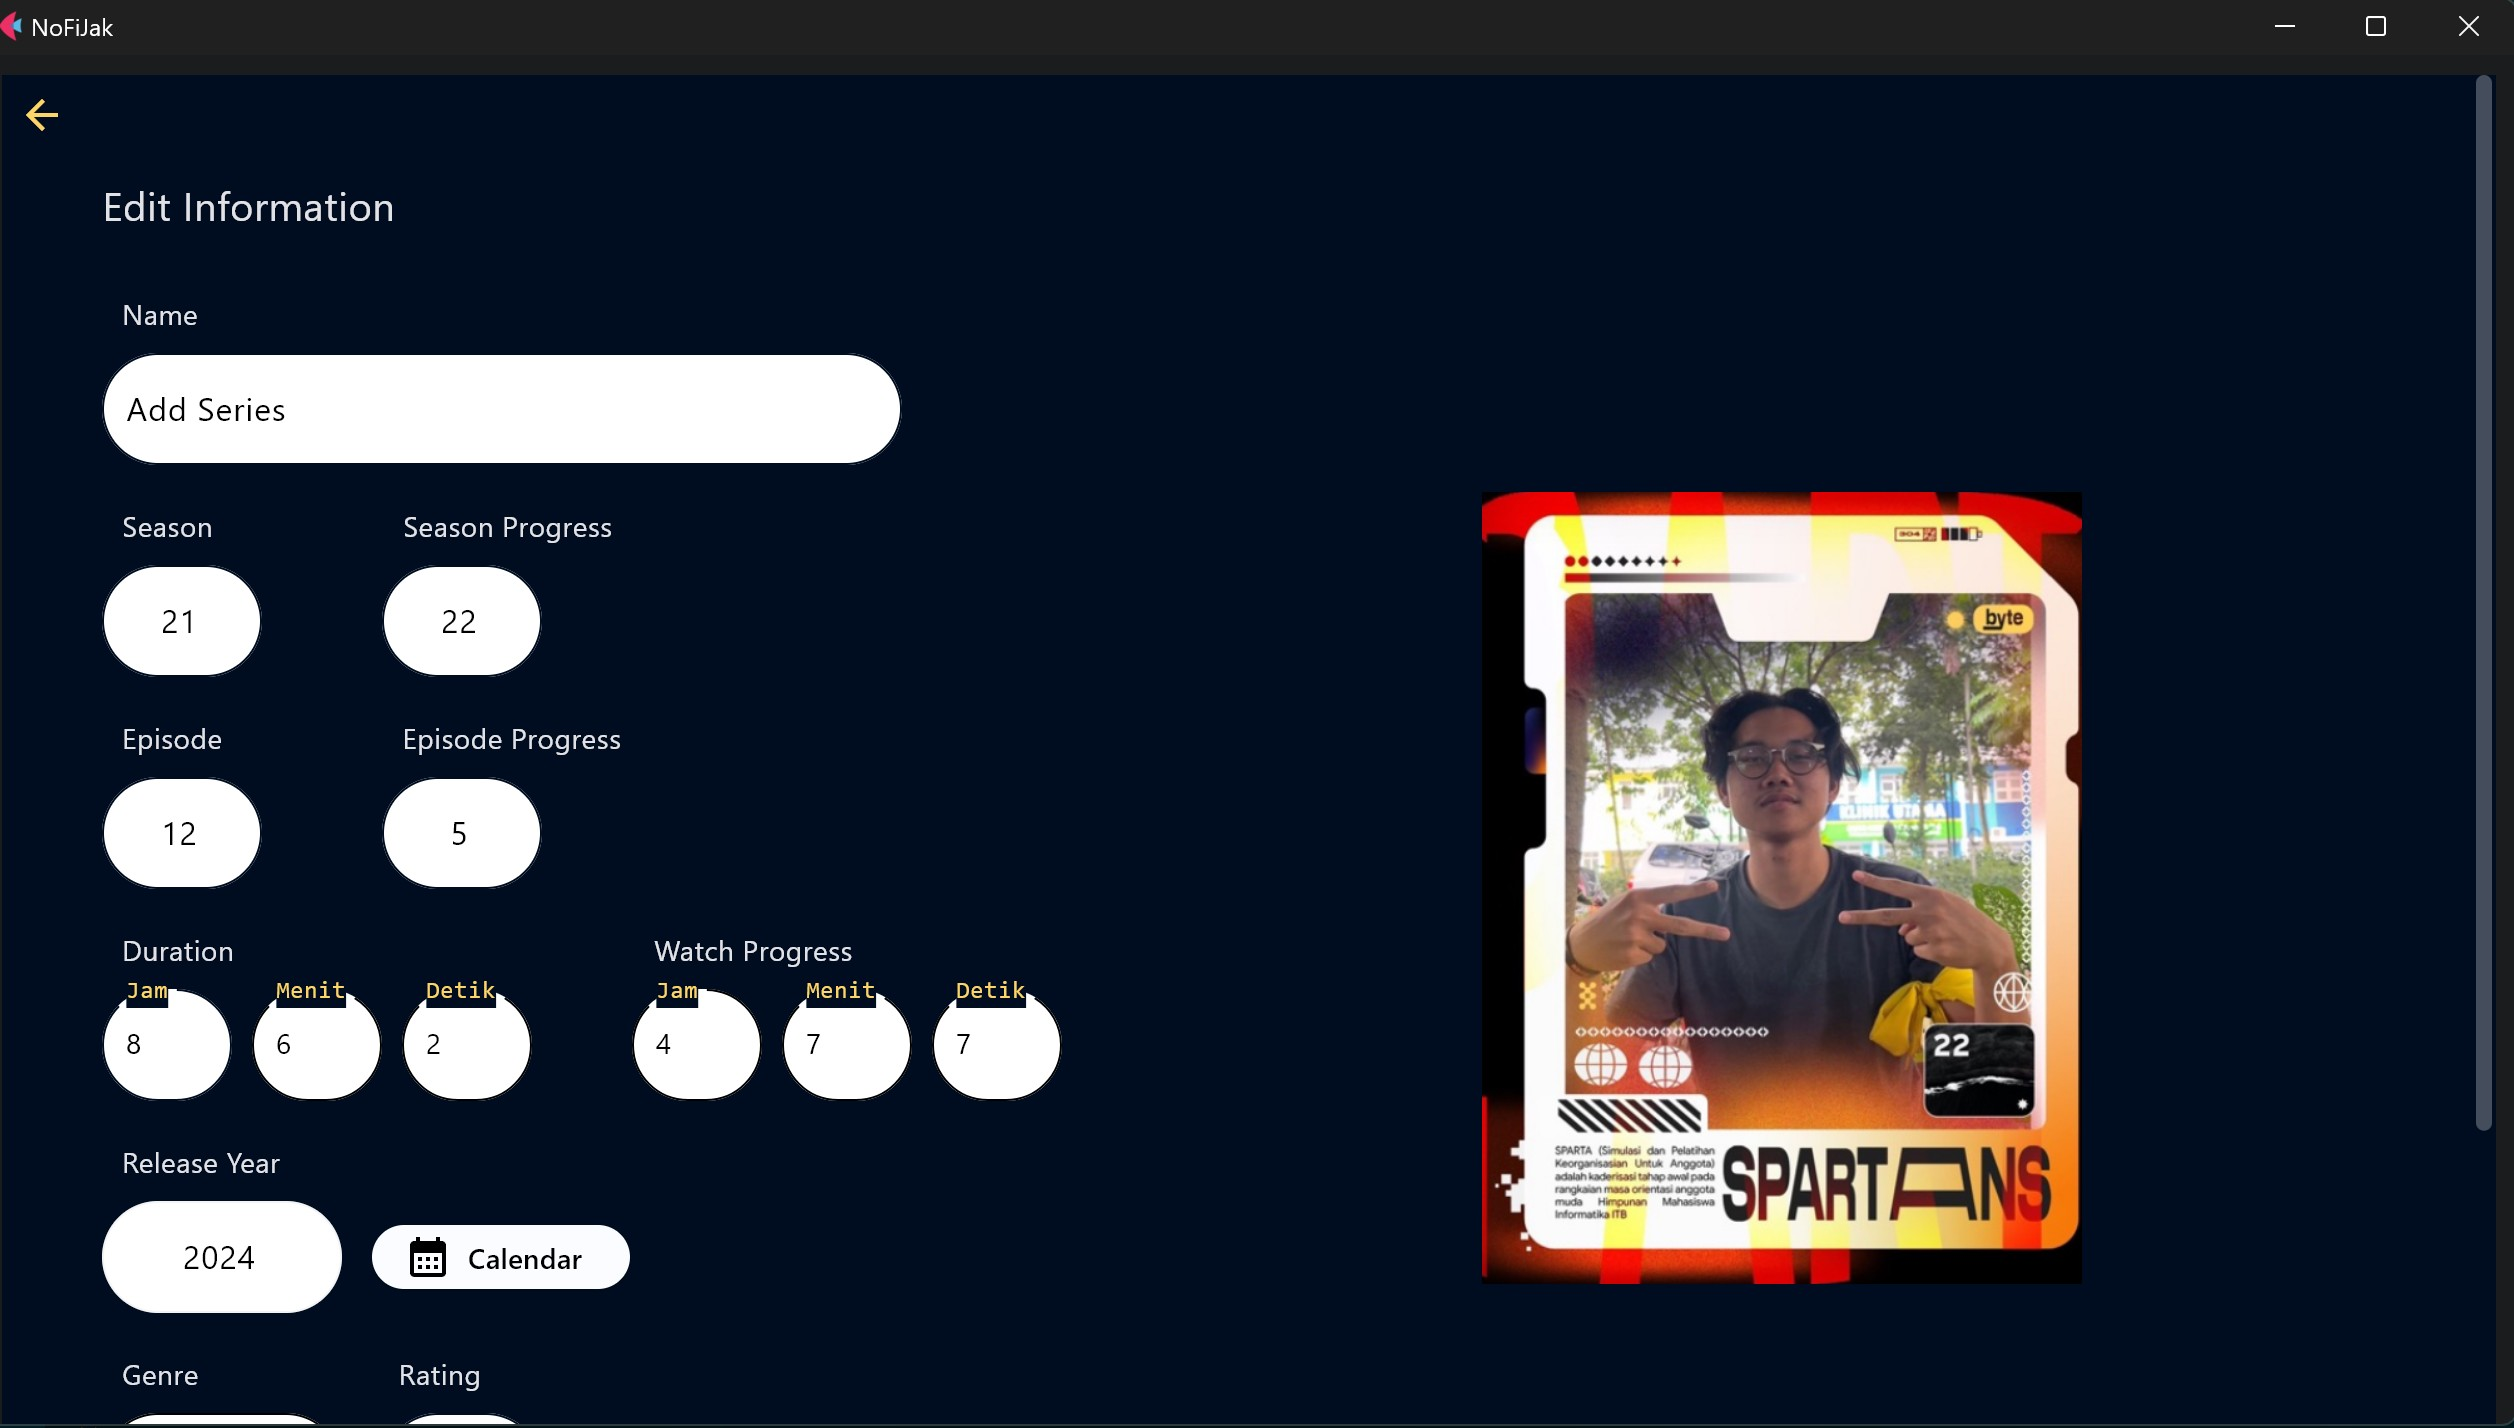 NoFiJak
Edit Information
Name
Add Series
Season
Season Progress
21
22
Episode
Episode Progress
12
5
Duration
Watch Progress
Jam
Menit
Detik
Jam
Menit
Detik
8
6
2
4
7
7
Release Year
2024
Calendar
Genre
Rating
304
byte
22
SPARTA (Simulasi dan Pelatihan
Keorganisasian Untuk Anggota)
adalah kaderisasi tahap awal pada
rangkaian masa orientasi anggota
muda Himpunan Mahasiswa
Informatika ITB
SPARTANS